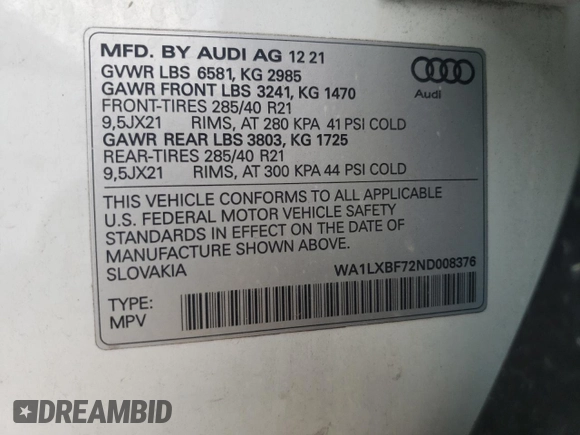 MFD. BY AUDI AG 12 21
GVWR LBS 6581, KG 2985
GAWR FRONT LBS 3241, KG 1470
FRONT-TIRES 285/40 R21
9,5JX21 RIMS, AT 280 KPA 41 PSI COLD
GAWR REAR LBS 3803, KG 1725
REAR-TIRES 285/40 R21
9,5JX21 RIMS, AT 300 KPA 44 PSI COLD
Audi
THIS VEHICLE CONFORMS TO ALL APPLICABLE
U.S. FEDERAL MOTOR VEHICLE SAFETY
STANDARDS IN EFFECT ON THE DATE OF
MANUFACTURE SHOWN ABOVE.
SLOVAKIA WA1LXBF72ND008376
TYPE:
MPV
DREAMBID